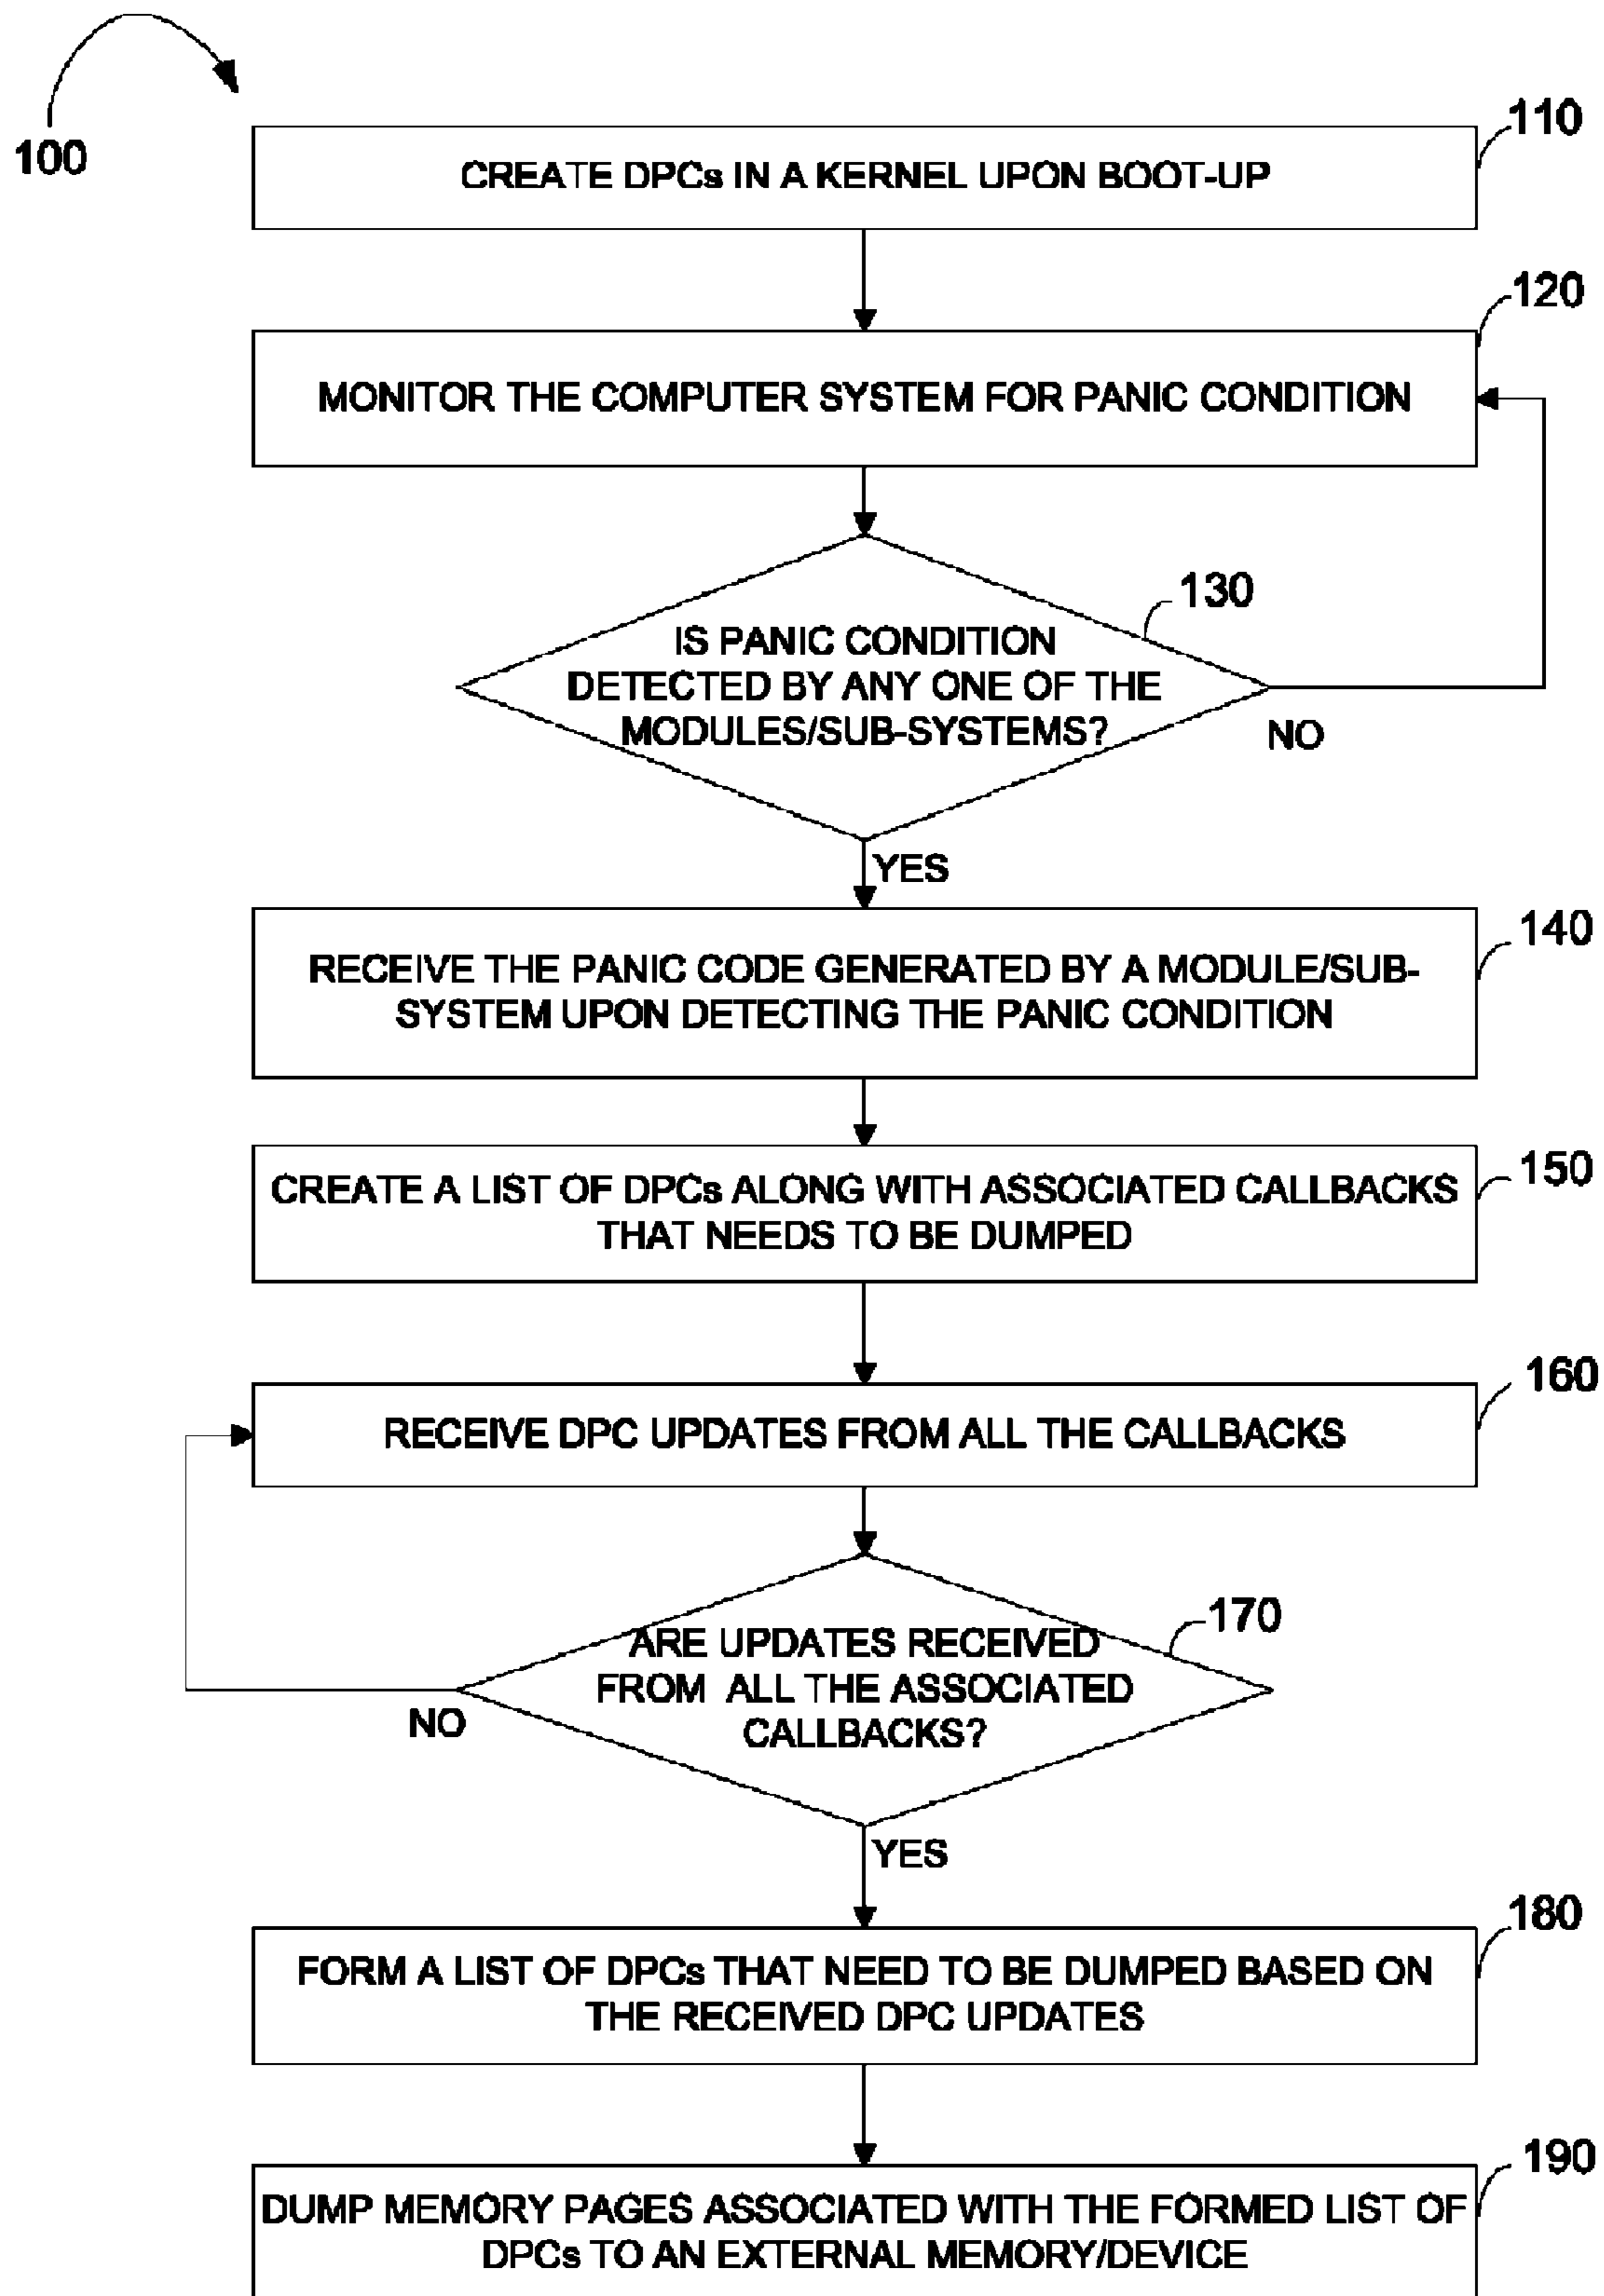 100
110
CREATE DPCs IN A KERNEL UPON BOOT-UP
120
MONITOR THE COMPUTER SYSTEM FOR PANIC CONDITION
130
IS PANIC CONDITION
DETECTED BY ANY ONE OF THE
MODULES/SUB-SYSTEMS?
NO
YES
140
RECEIVE THE PANIC CODE GENERATED BY A MODULE/SUB-
SYSTEM UPON DETECTING THE PANIC CONDITION
150
CREATE A LIST OF DPCs ALONG WITH ASSOCIATED CALLBACKS
THAT NEEDS TO BE DUMPED
160
RECEIVE DPC UPDATES FROM ALL THE CALLBACKS
170
ARE UPDATES RECEIVED
FROM ALL THE ASSOCIATED
CALLBACKS?
NO
YES
180
FORM A LIST OF DPCs THAT NEED TO BE DUMPED BASED ON
THE RECEIVED DPC UPDATES
190
DUMP MEMORY PAGES ASSOCIATED WITH THE FORMED LIST OF
DPCs TO AN EXTERNAL MEMORY/DEVICE